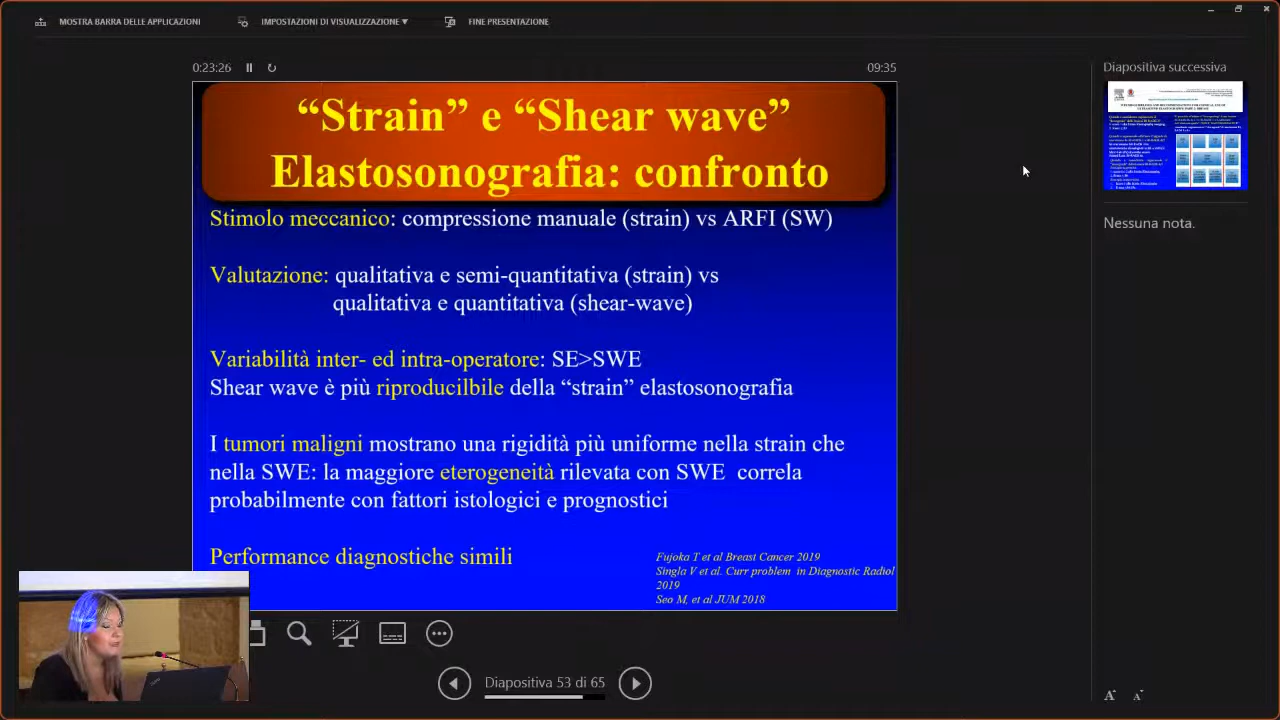 MOSTRA BARRA DELLE APPLICAZIONI
IMPOSTAZIONI DI VISUALIZZAZIONE ▼
FINE PRESENTAZIONE
0:23:26
09:35
“Strain” e “Shear wave”
Elastosonografia: confronto
Stimolo meccanico: compressione manuale (strain) vs ARFI (SW)
Valutazione: qualitativa e semi-quantitativa (strain) vs
qualitativa e quantitativa (shear-wave)
Variabilità inter- ed intra-operatore: SE>SWE
Shear wave è più riproducilbile della “strain” elastosonografia
I tumori maligni mostrano una rigidità più uniforme nella strain che
nella SWE: la maggiore eterogeneità rilevata con SWE correla
probabilmente con fattori istologici e prognostici
Performance diagnostiche simili
Fujoka T et al Breast Cancer 2019
Singla V et al. Curr problem in Diagnostic Radiol
2019
Seo M, et al JUM 2018
Diapositiva 53 di 65
Diapositiva successiva
Nessuna nota.
A A